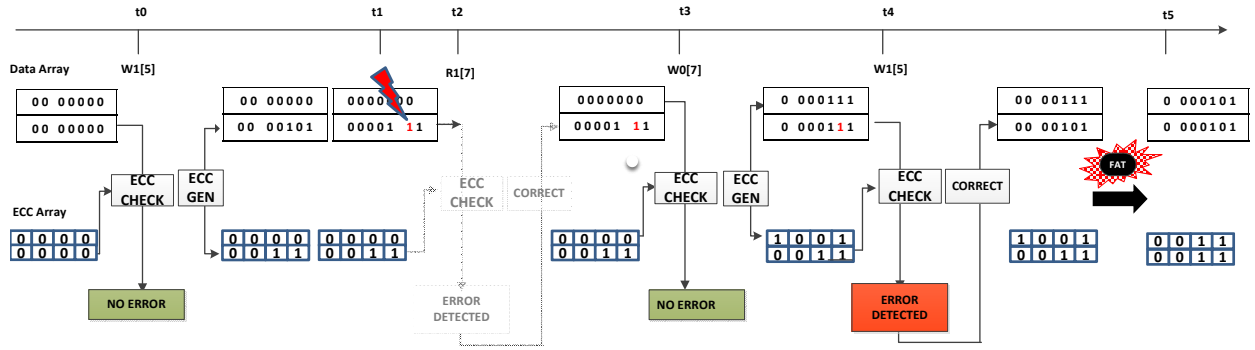 t0 t1 t2 t3 t4 t5
W1[5] R1[7] W0[7] W1[5]
Data Array
00 00000
00 00000
00 00000
00 00101
00001 11
0000000
00001 11
0 000111
0 000111
00 00111
00 00101
0 000101
0 000101
FAT
ECC
CHECK
ECC
GEN
ECC
CHECK
CORRECT
ECC
CHECK
ECC
GEN
ECC
CHECK
CORRECT
ECC Array
0 0 0 0
0 0 0 0
0 0 0 0
0 0 1 1
0 0 0 0
0 0 1 1
0 0 0 0
0 0 1 1
1 0 0 1
0 0 1 1
1 0 0 1
0 0 1 1
0 0 1 1
0 0 1 1
NO ERROR
ERROR
DETECTED
NO ERROR
ERROR
DETECTED